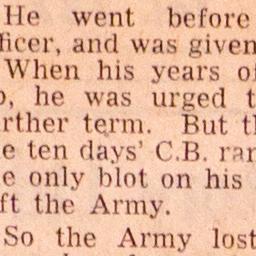 He went before
fficer, and was given
When his years of
o, he was urged t
rther term. But th
e ten days' C.B. ran
e only blot on his
ft the Army.
So the Army lost